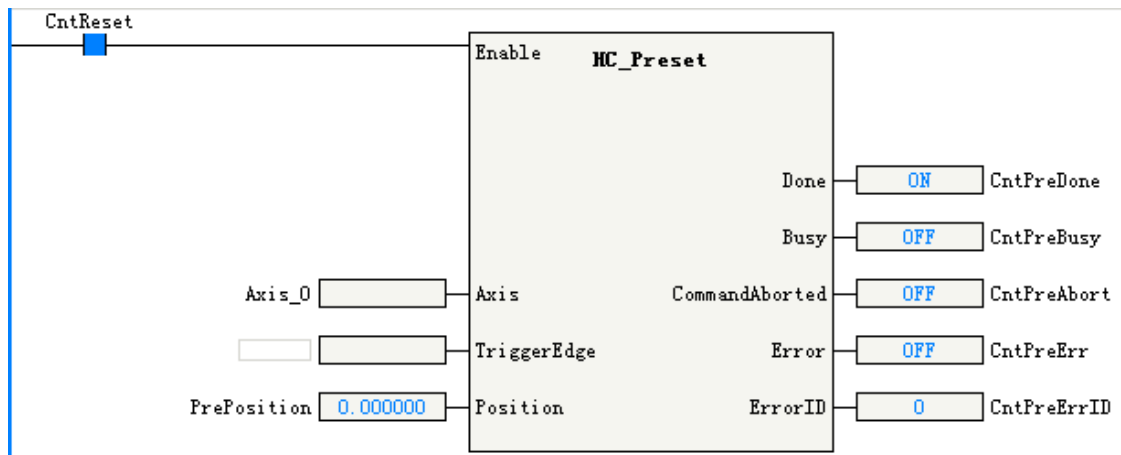 CntReset
Enable HC_Preset
Done ON CntPreDone
Busy OFF CntPreBusy
Axis_0 Axis CommandAborted OFF CntPreAbort
TriggerEdge Error OFF CntPreErr
PrePosition 0.000000 Position ErrorID 0 CntPreErrID